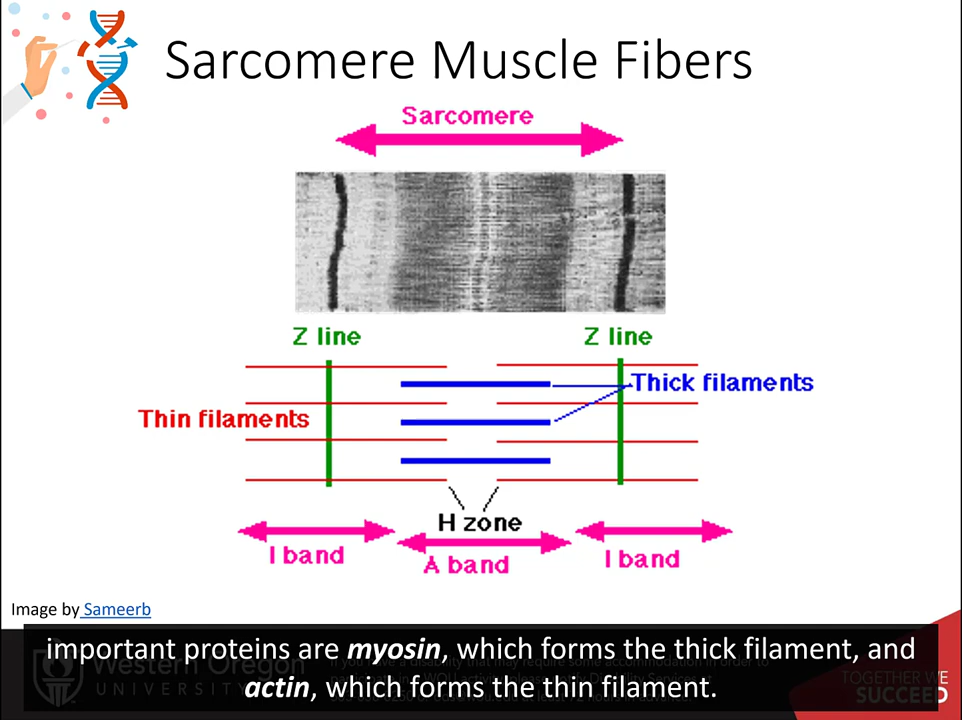 Sarcomere Muscle Fibers
Sarcomere
Z line
Z line
Thick filaments
Thin filaments
H zone
I band
A band
I band
Image by Sameerb
important proteins are myosin, which forms the thick filament, and
actin, which forms the thin filament.
Western Oregon
UNIVERSITY
TOGETHER WE
SUCCEED